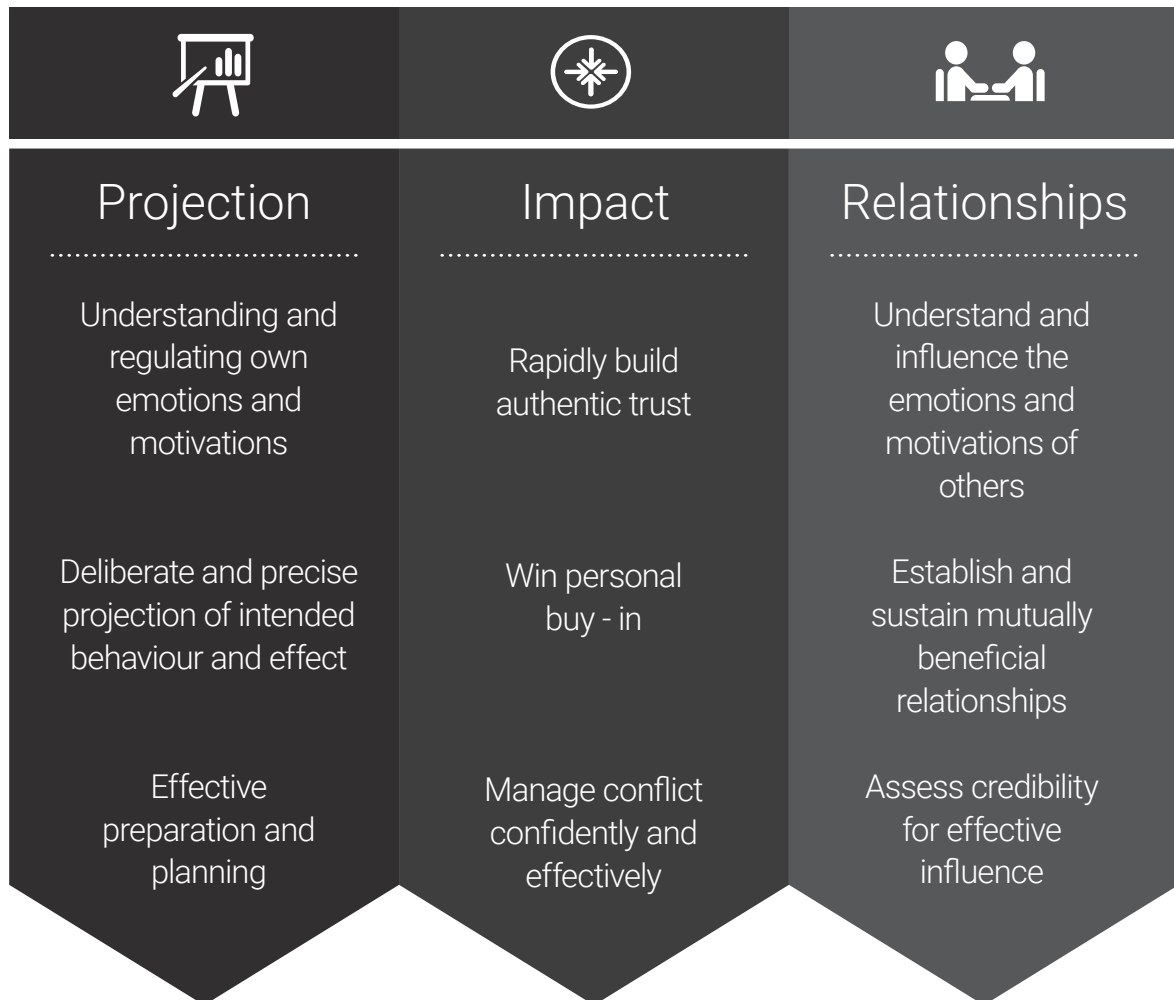 Projection
Understanding and
regulating own
emotions and
motivations
Deliberate and precise
projection of intended
behaviour and effect
Effective
preparation and
planning
Impact
Rapidly build
authentic trust
Win personal
buy - in
Manage conflict
confidently and
effectively
Relationships
Understand and
influence the
emotions and
motivations of
others
Establish and
sustain mutually
beneficial
relationships
Assess credibility
for effective
influence